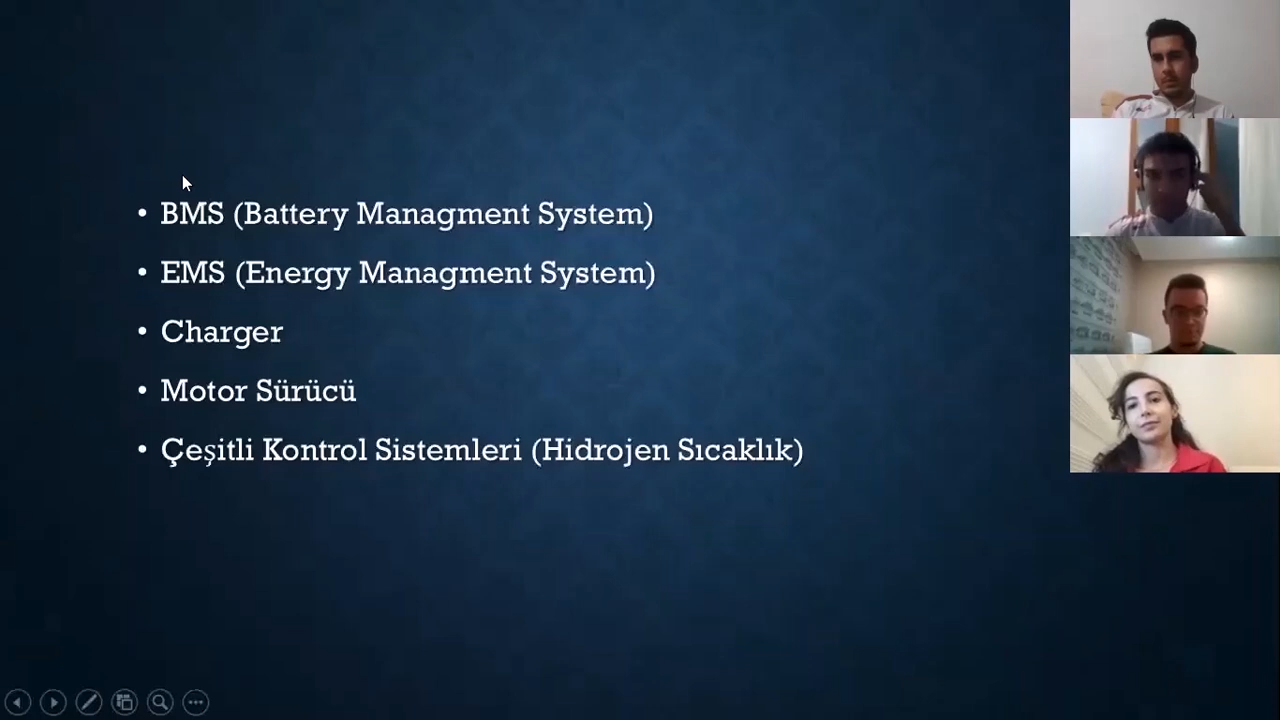 • BMS (Battery Managment System)
• EMS (Energy Managment System)
• Charger
• Motor Sürücü
• Çeşitli Kontrol Sistemleri (Hidrojen Sıcaklık)